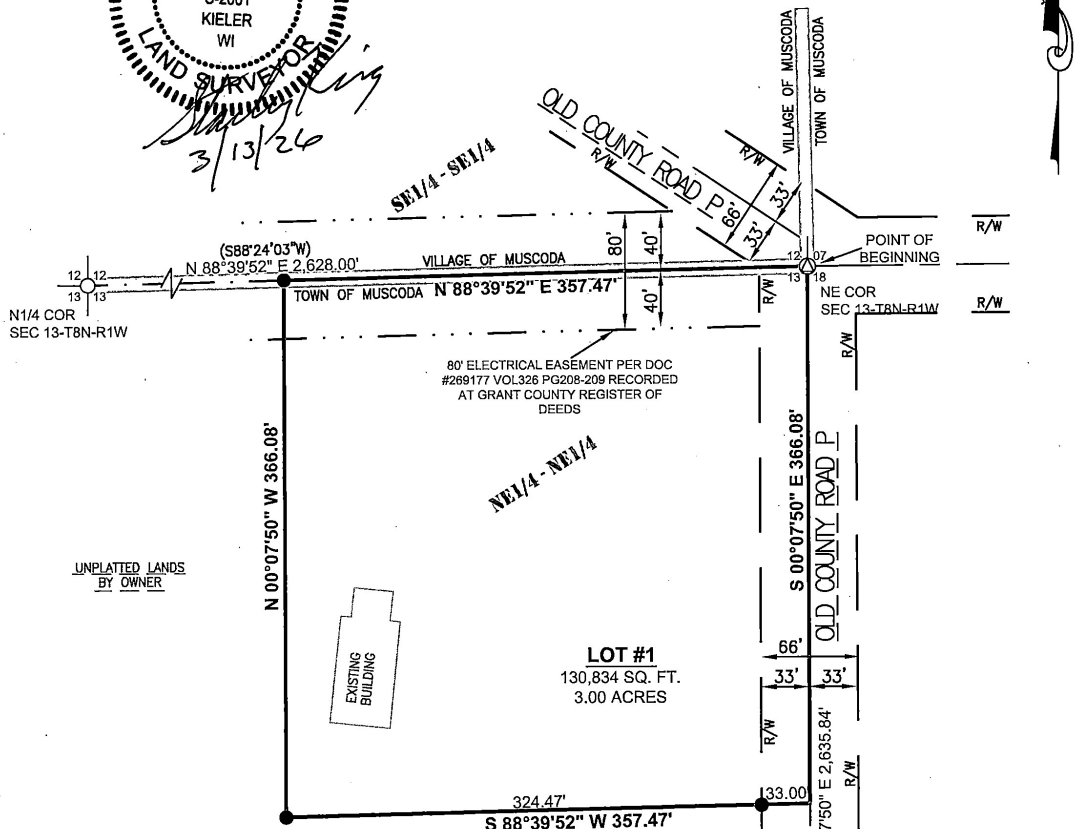 KIELER
WI
LAND SURVEYOR
3/13/26
SE1/4 - SE1/4
OLD COUNTY ROAD P
R/W
R/W
66'
33'
33'
VILLAGE OF MUSCODA
TOWN OF MUSCODA
R/W
POINT OF
BEGINNING
12 07
13 18
NE COR
SEC 13-T8N-R1W
R/W
R/W
R/W
80'
40'
40'
(S88°24'03"W)
N 88°39'52" E 2,628.00'
VILLAGE OF MUSCODA
TOWN OF MUSCODA
N 88°39'52" E 357.47'
12 12
13 13
N1/4 COR
SEC 13-T8N-R1W
80' ELECTRICAL EASEMENT PER DOC
#269177 VOL326 PG208-209 RECORDED
AT GRANT COUNTY REGISTER OF
DEEDS
NE1/4 - NE1/4
N 00°07'50" W 366.08'
S 00°07'50" E 366.08'
OLD COUNTY ROAD P
UNPLATTED LANDS
BY OWNER
EXISTING
BUILDING
LOT #1
130,834 SQ. FT.
3.00 ACRES
66'
33'
33'
R/W
R/W
7'50" E 2,635.84'
324.47'
33.00'
S 88°39'52" W 357.47'